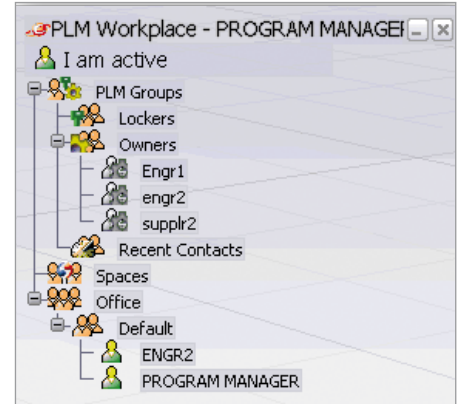 PLM Workplace - PROGRAM MANAGER
I am active
PLM Groups
Lockers
Owners
Engr1
engr2
supplr2
Recent Contacts
Spaces
Office
Default
ENGR2
PROGRAM MANAGER